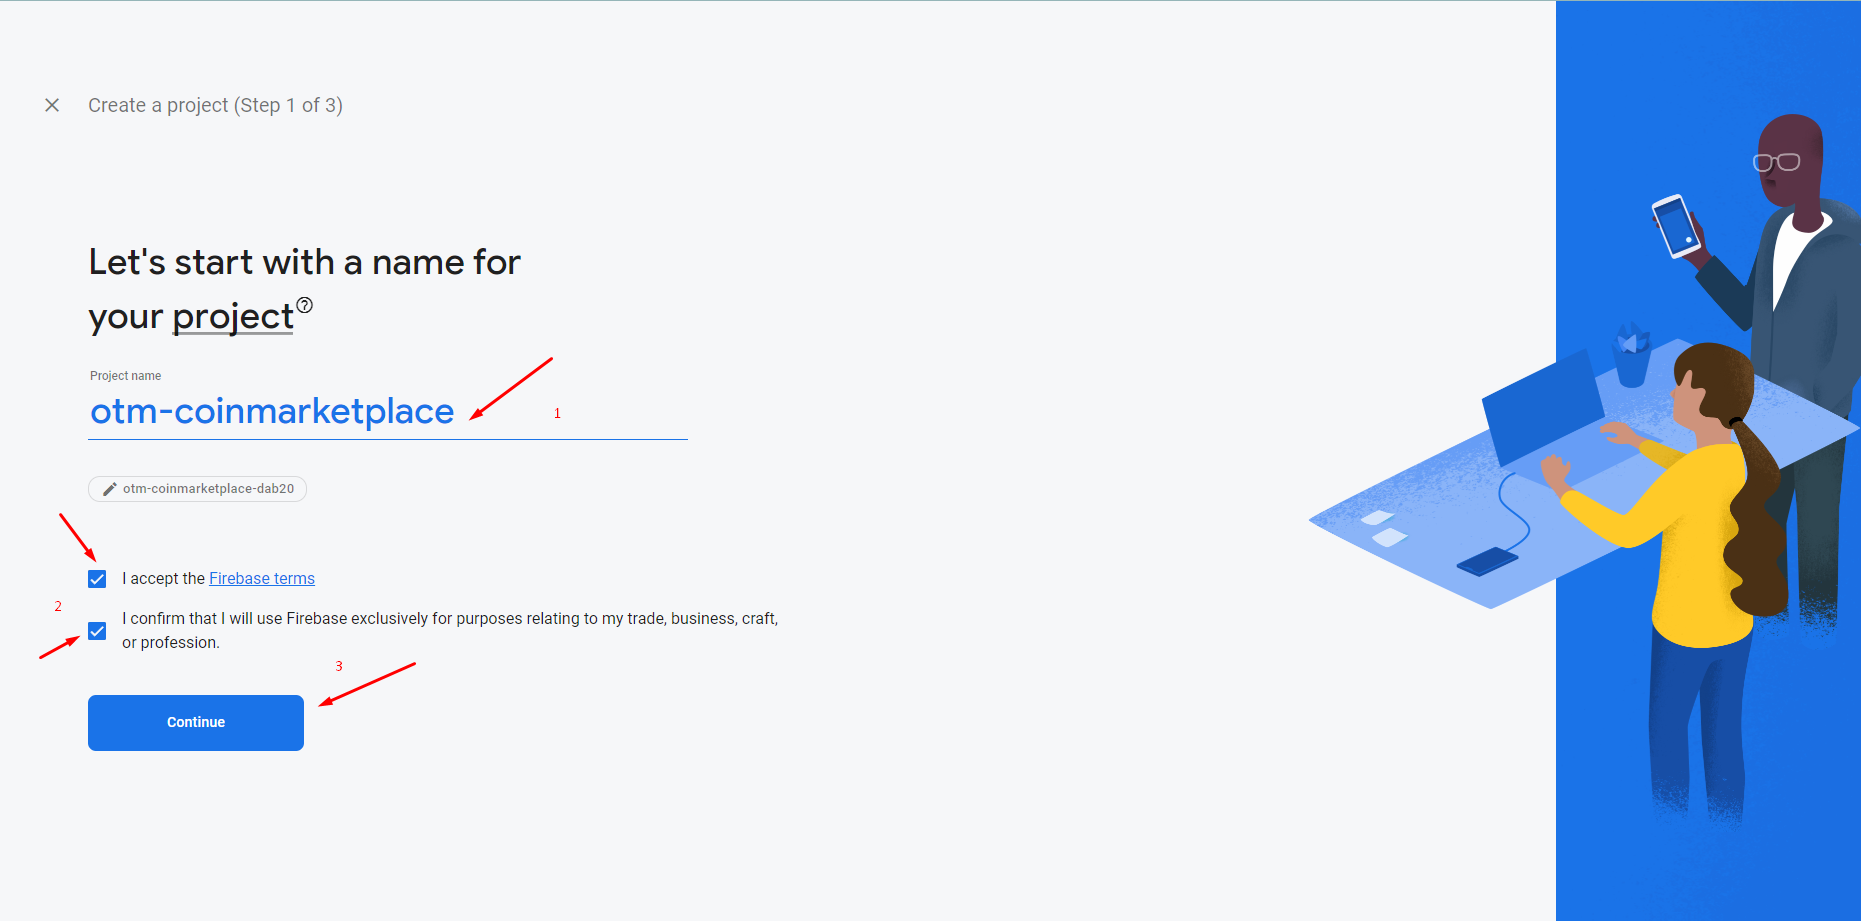 Create a project (Step 1 of 3)
Let's start with a name for
your project
Project name
otm-coinmarketplace
1
otm-coinmarketplace-dab20
I accept the Firebase terms
2
I confirm that I will use Firebase exclusively for purposes relating to my trade, business, craft,
or profession.
3
Continue